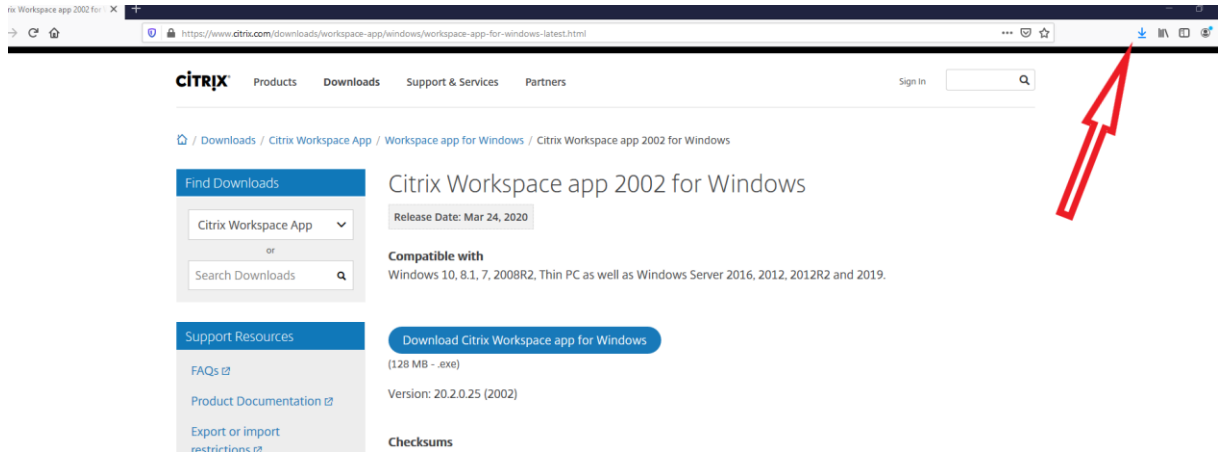 rix Workspace app 2002 for
https://www.citrix.com/downloads/workspace-app/windows/workspace-app-for-windows-latest.html
CİTRIX Products Downloads Support & Services Partners Sign In
/ Downloads / Citrix Workspace App / Workspace app for Windows / Citrix Workspace app 2002 for Windows
Find Downloads
Citrix Workspace App
or
Search Downloads
Support Resources
FAQs
Product Documentation
Export or import
restrictions
Citrix Workspace app 2002 for Windows
Release Date: Mar 24, 2020
Compatible with
Windows 10, 8.1, 7, 2008R2, Thin PC as well as Windows Server 2016, 2012, 2012R2 and 2019.
Download Citrix Workspace app for Windows
(128 MB - .exe)
Version: 20.2.0.25 (2002)
Checksums